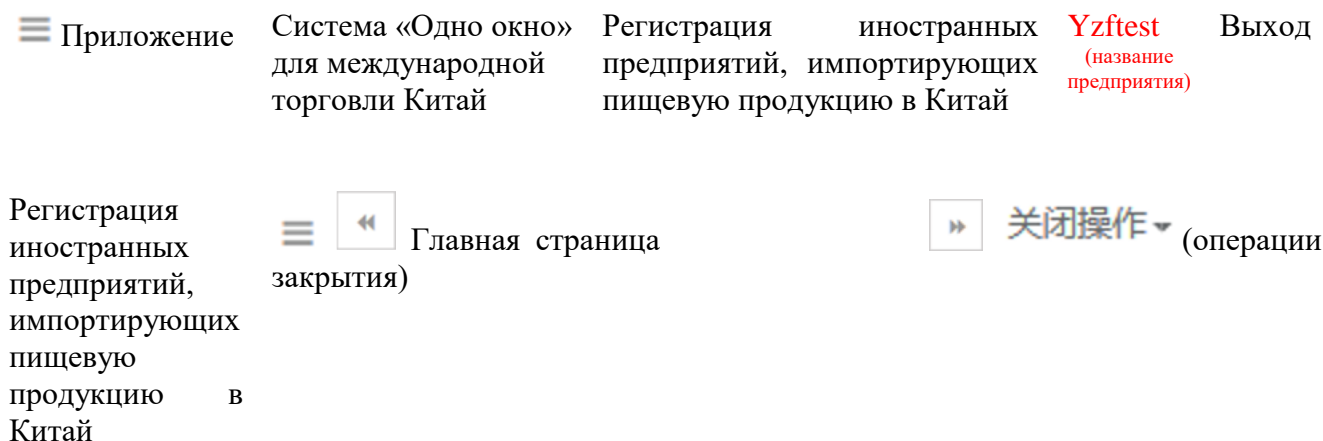 Приложение
Система «Одно окно»
для международной
торговли Китай
Регистрация иностранных
предприятий, импортирующих
пищевую продукцию в Китай
Yzftest
(название
предприятия)
Выход
Регистрация
иностранных
предприятий,
импортирующих
пищевую
продукцию в
Китай
Главная страница 关闭操作 (операции
закрытия)